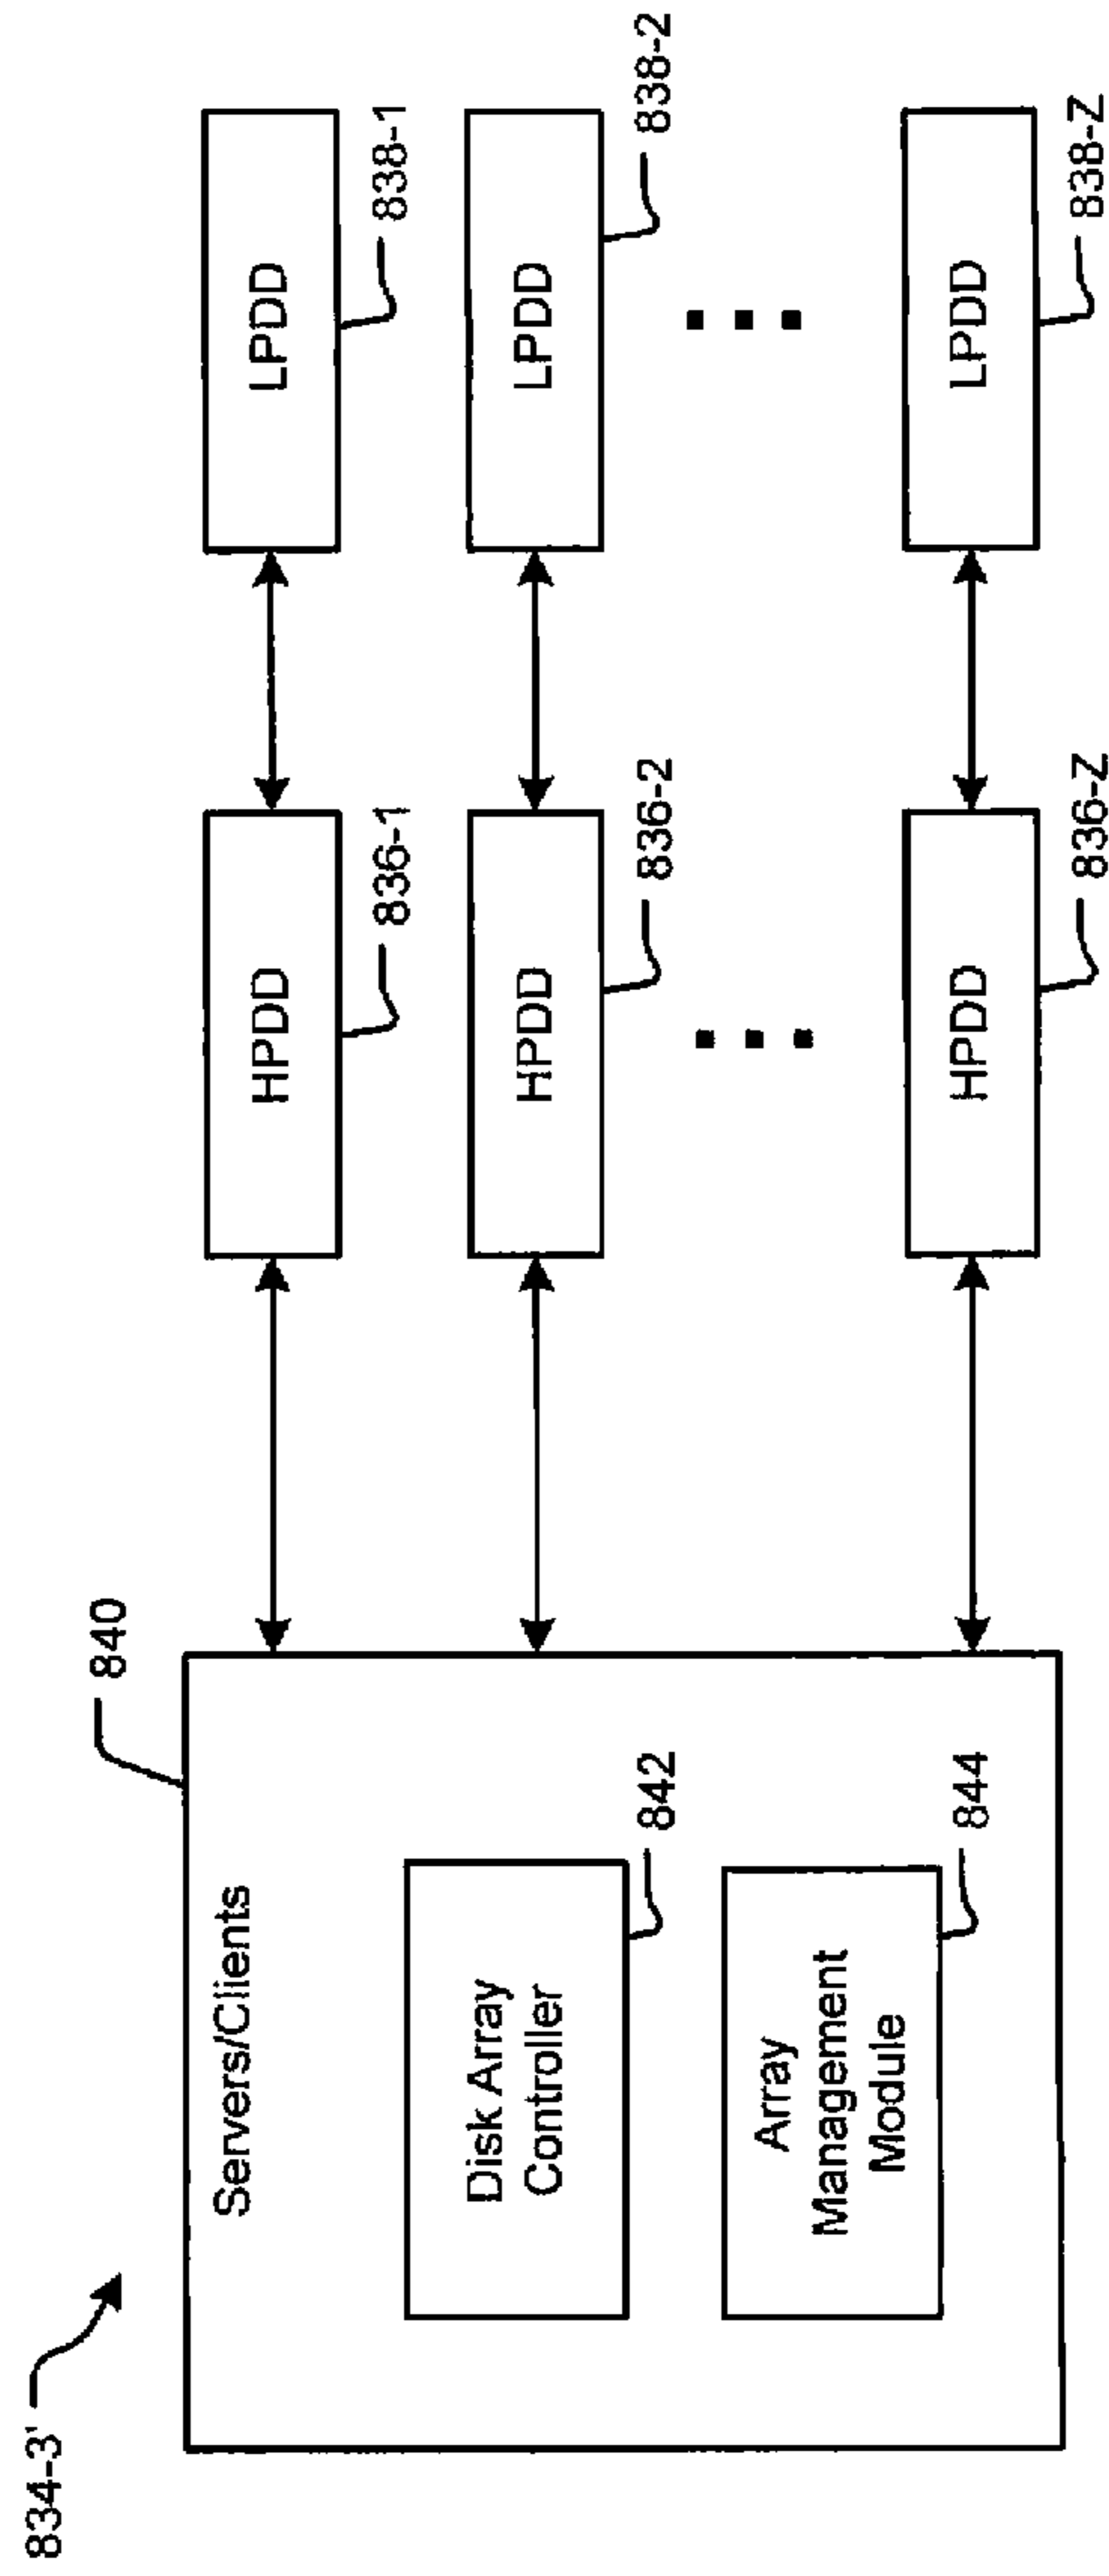 834-3'
840
Servers/Clients
Disk Array
Controller
842
Array
Management
Module
844
HPDD
836-1
LPDD
838-1
HPDD
836-2
LPDD
838-2
HPDD
836-Z
LPDD
838-Z